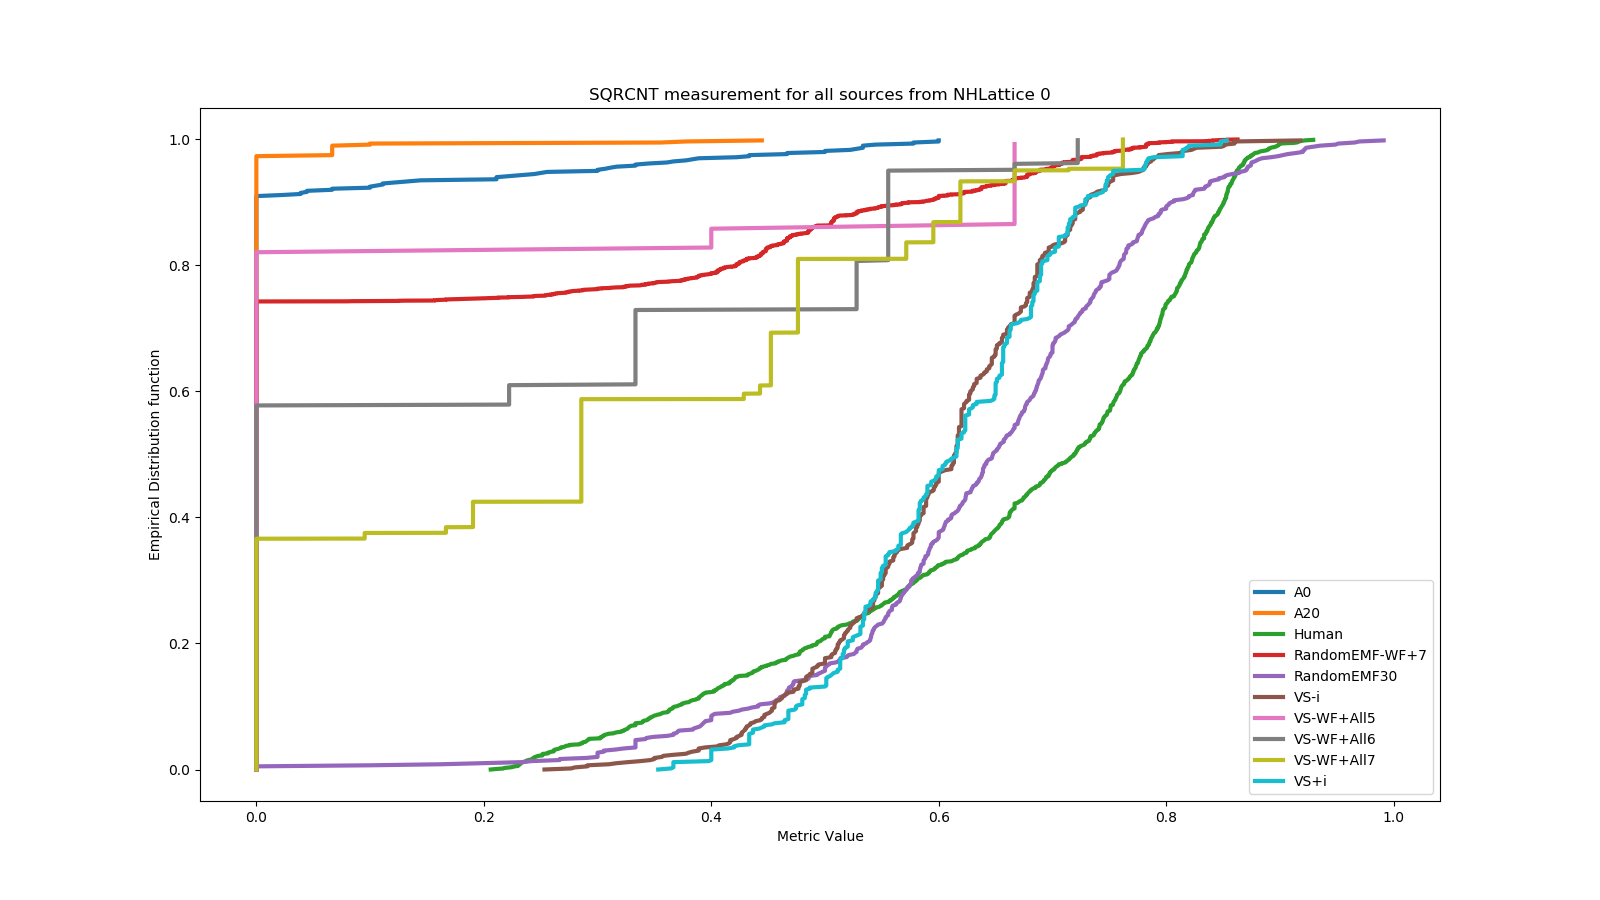 SQRCNT measurement for all sources from NHLattice 0
Empirical Distribution function
1.0
0.8
0.6
0.4
0.2
0.0
0.0 0.2 0.4 0.6 0.8 1.0
Metric Value
A0
A20
Human
RandomEMF-WF+7
RandomEMF30
VS-i
VS-WF+All5
VS-WF+All6
VS-WF+All7
VS+i